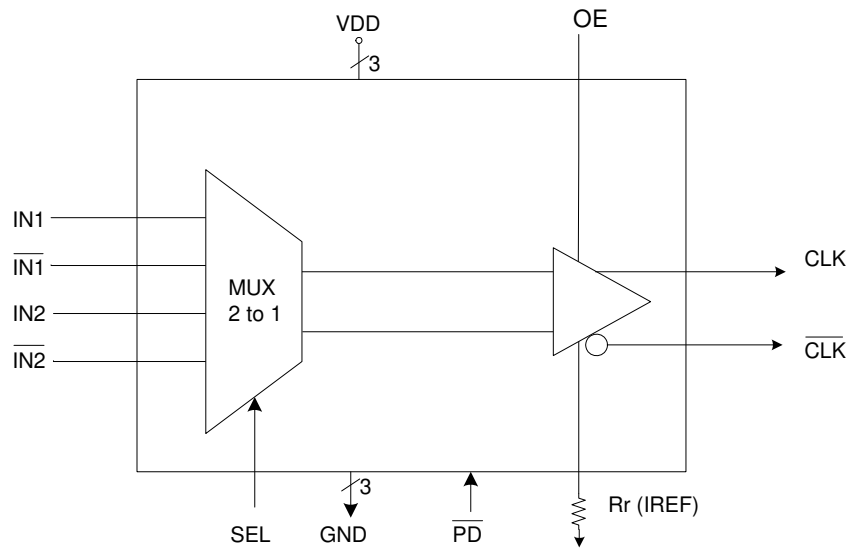 VDD
OE
3
IN1
IN1
IN2
IN2
MUX
2 to 1
CLK
CLK
3
SEL
GND
PD
Rr (IREF)